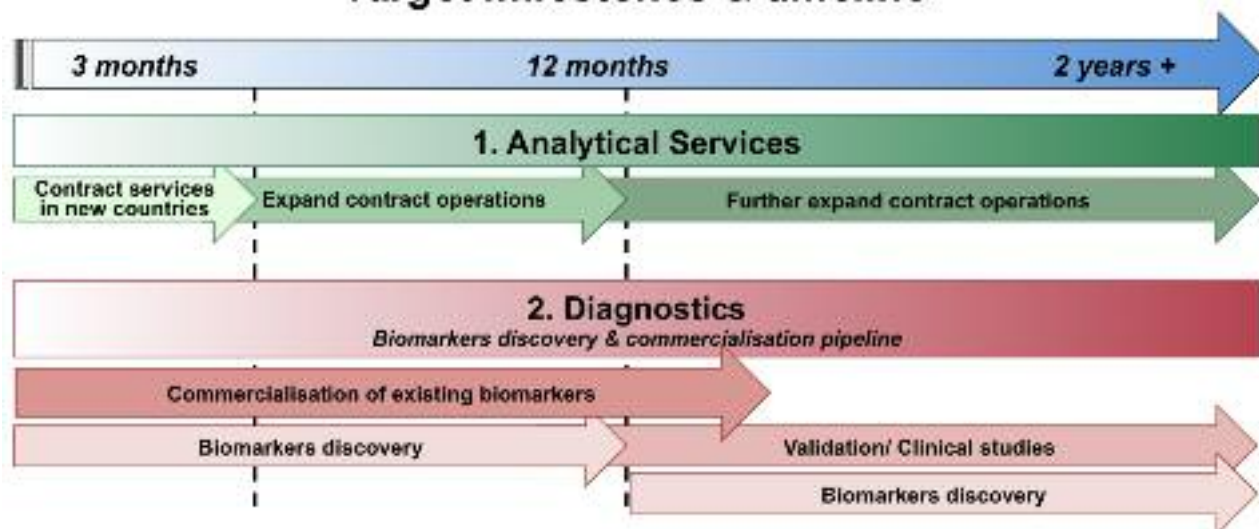 3 months 12 months 2 years +
1. Analytical Services
Contract services
in new countries
Expand contract operations
Further expand contract operations
2. Diagnostics
Biomarkers discovery & commercialisation pipeline
Commercialisation of existing biomarkers
Biomarkers discovery
Validation/ Clinical studies
Biomarkers discovery